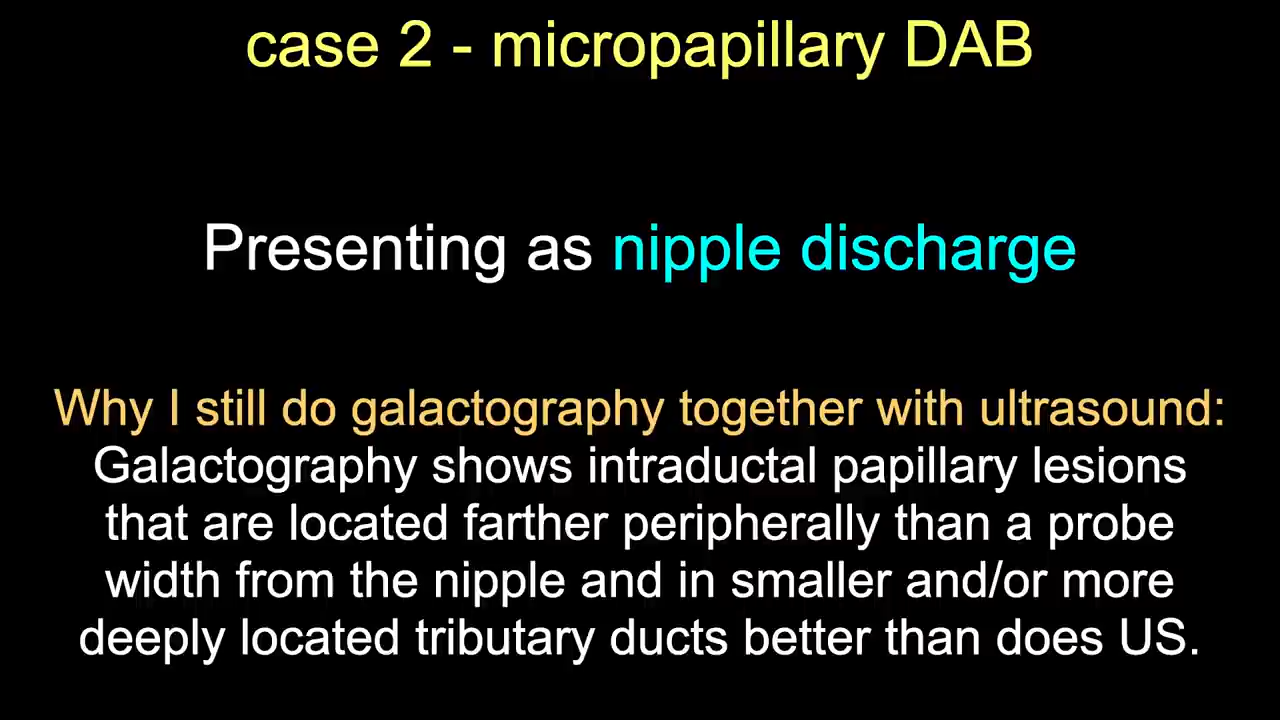 case 2 - micropapillary DAB
Presenting as nipple discharge
Why I still do galactography together with ultrasound:
Galactography shows intraductal papillary lesions
that are located farther peripherally than a probe
width from the nipple and in smaller and/or more
deeply located tributary ducts better than does US.